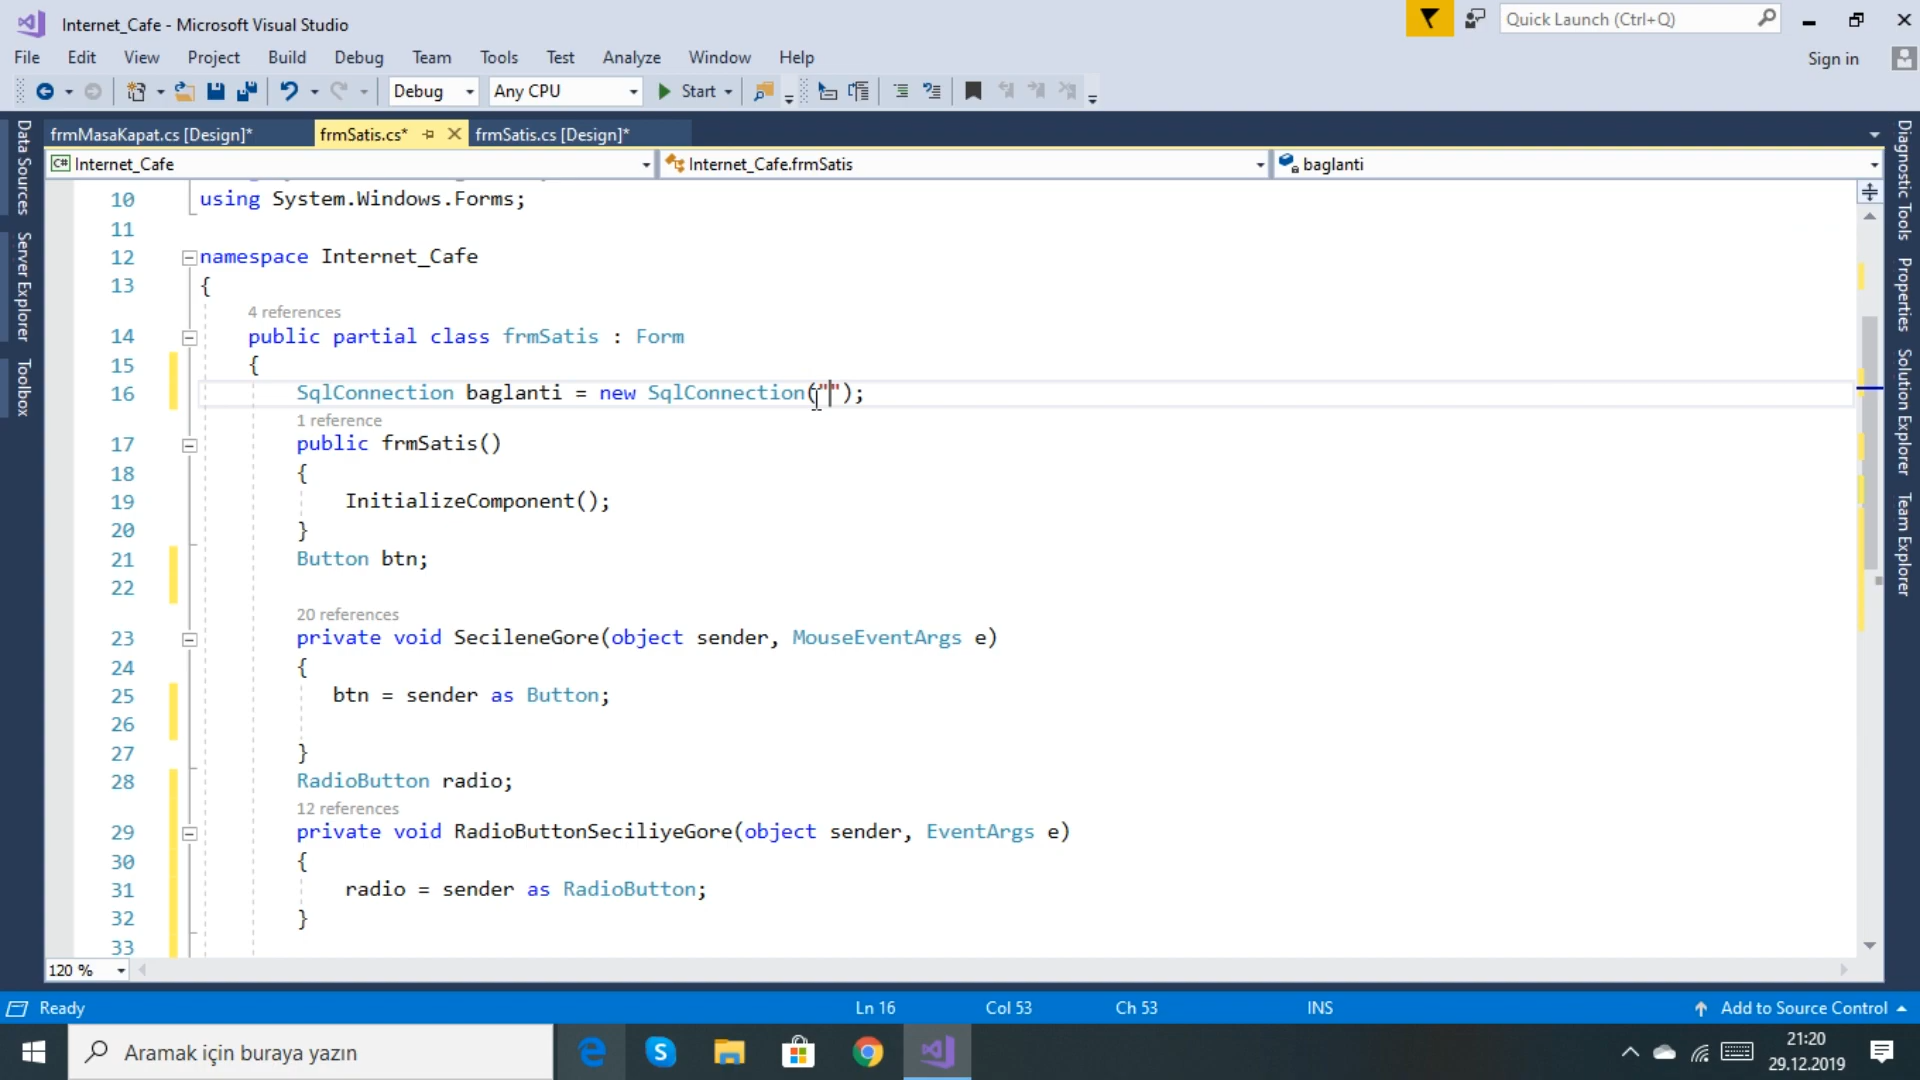 Internet_Cafe - Microsoft Visual Studio
Quick Launch (Ctrl+Q)
File Edit View Project Build Debug Team Tools Test Analyze Window Help
Sign in
Debug Any CPU Start
frmMasaKapat.cs [Design]* frmSatis.cs* frmSatis.cs [Design]*
C# Internet_Cafe Internet_Cafe.frmSatis baglanti
Data Sources
Server Explorer
Toolbox
10 using System.Windows.Forms;
11
12 namespace Internet_Cafe
13 {
4 references
14 public partial class frmSatis : Form
15 {
16 SqlConnection baglanti = new SqlConnection("");
1 reference
17 public frmSatis()
18 {
19 InitializeComponent();
20 }
21 Button btn;
22
20 references
23 private void SecileneGore(object sender, MouseEventArgs e)
24 {
25 btn = sender as Button;
26
27 }
28 RadioButton radio;
12 references
29 private void RadioButtonSeciliyeGore(object sender, EventArgs e)
30 {
31 radio = sender as RadioButton;
32 }
33
120 %
Diagnostic Tools
Properties
Solution Explorer
Team Explorer
Ready Ln 16 Col 53 Ch 53 INS Add to Source Control
Aramak için buraya yazın
21:20
29.12.2019